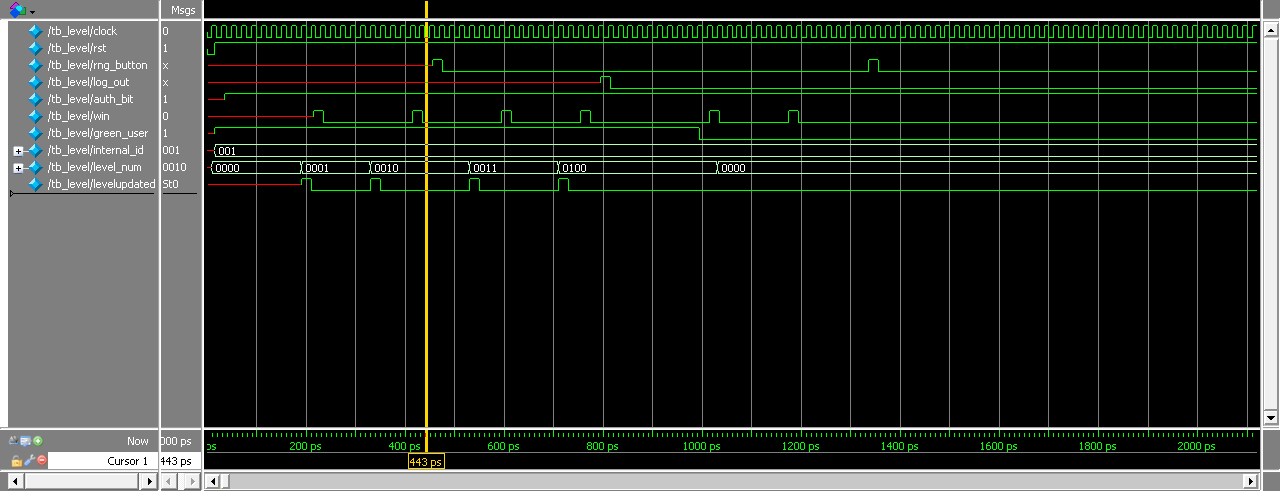 Msgs
/tb_level/clock 0
/tb_level/rst 1
/tb_level/rng_button x
/tb_level/log_out x
/tb_level/auth_bit 1
/tb_level/win 0
/tb_level/green_user 1
/tb_level/internal_id 001 001
/tb_level/level_num 0010 0000 0001 0010 0011 0100 0000
/tb_level/levelupdated St0
Now 000 ps ps 200 ps 400 ps 600 ps 800 ps 1000 ps 1200 ps 1400 ps 1600 ps 1800 ps 2000 ps
Cursor 1 443 ps 443 ps